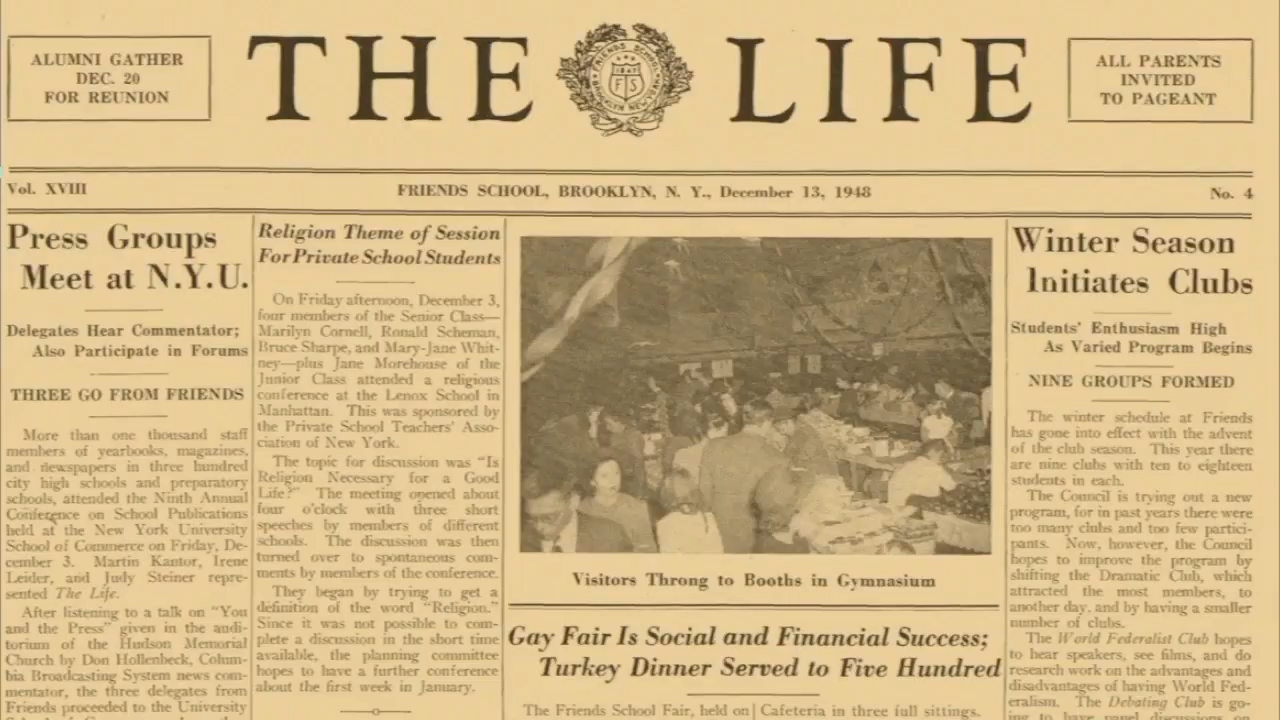 ALUMNI GATHER
DEC. 20
FOR REUNION
THE LIFE
FRIENDS SCHOOL
1867
F S
BROOKLYN NEW YORK
ALL PARENTS
INVITED
TO PAGEANT
Vol. XVIII
FRIENDS SCHOOL, BROOKLYN, N. Y., December 13, 1948
No. 4
Press Groups
Meet at N.Y.U.
Delegates Hear Commentator;
Also Participate in Forums
THREE GO FROM FRIENDS
More than one thousand staff
members of yearbooks, magazines,
and newspapers in three hundred
city high schools and preparatory
schools, attended the Ninth Annual
Conference on School Publications
held at the New York University
School of Commerce on Friday, De-
cember 3. Martin Kantor, Irene
Leider, and Judy Steiner repre-
sented The Life.
After listening to a talk on "You
and the Press" given in the audi-
torium of the Hudson Memorial
Church by Don Hollenbeck, Colum-
bia Broadcasting System news com-
mentator, the three delegates from
Friends proceeded to the University
Religion Theme of Session
For Private School Students
On Friday afternoon, December 3,
four members of the Senior Class—
Marilyn Cornell, Ronald Scheman,
Bruce Sharpe, and Mary-Jane Whit-
ney—plus Jane Morehouse of the
Junior Class attended a religious
conference at the Lenox School in
Manhattan. This was sponsored by
the Private School Teachers' Asso-
ciation of New York.
The topic for discussion was "Is
Religion Necessary for a Good
Life?" The meeting opened about
four o'clock with three short
speeches by members of different
schools. The discussion was then
turned over to spontaneous com-
ments by members of the conference.
They began by trying to get a
definition of the word "Religion."
Since it was not possible to com-
plete a discussion in the short time
available, the planning committee
hopes to have a further conference
about the first week in January.
Visitors Throng to Booths in Gymnasium
Gay Fair Is Social and Financial Success;
Turkey Dinner Served to Five Hundred
The Friends School Fair, held on
Cafeteria in three full sittings.
Winter Season
Initiates Clubs
Students' Enthusiasm High
As Varied Program Begins
NINE GROUPS FORMED
The winter schedule at Friends
has gone into effect with the advent
of the club season. This year there
are nine clubs with ten to eighteen
students in each.
The Council is trying out a new
program, for in past years there were
too many clubs and too few partici-
pants. Now, however, the Council
hopes to improve the program by
shifting the Dramatic Club, which
attracted the most members, to
another day, and by having a smaller
number of clubs.
The World Federalist Club hopes
to hear speakers, see films, and do
research work on the advantages and
disadvantages of having World Fed-
eralism. The Debating Club is go-
ing to have panel